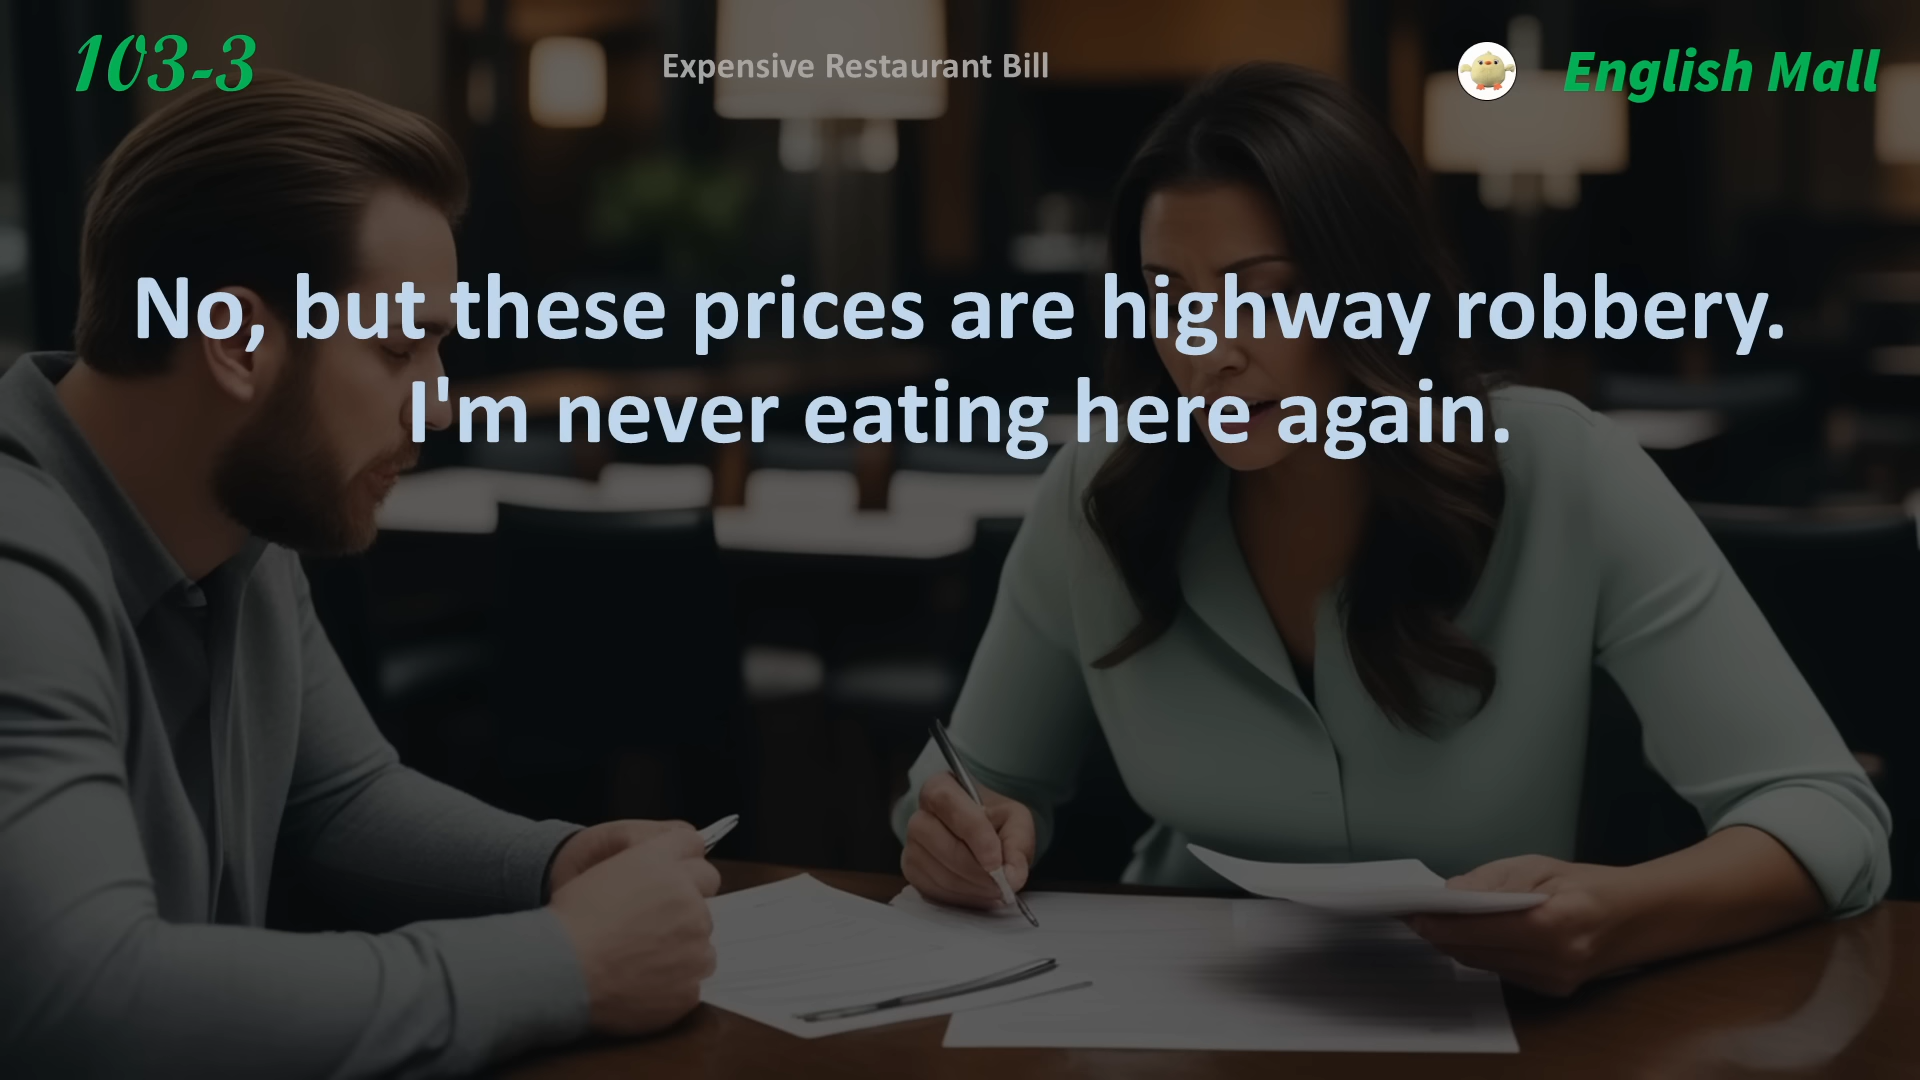 103-3
Expensive Restaurant Bill
English Mall
No, but these prices are highway robbery.
I'm never eating here again.